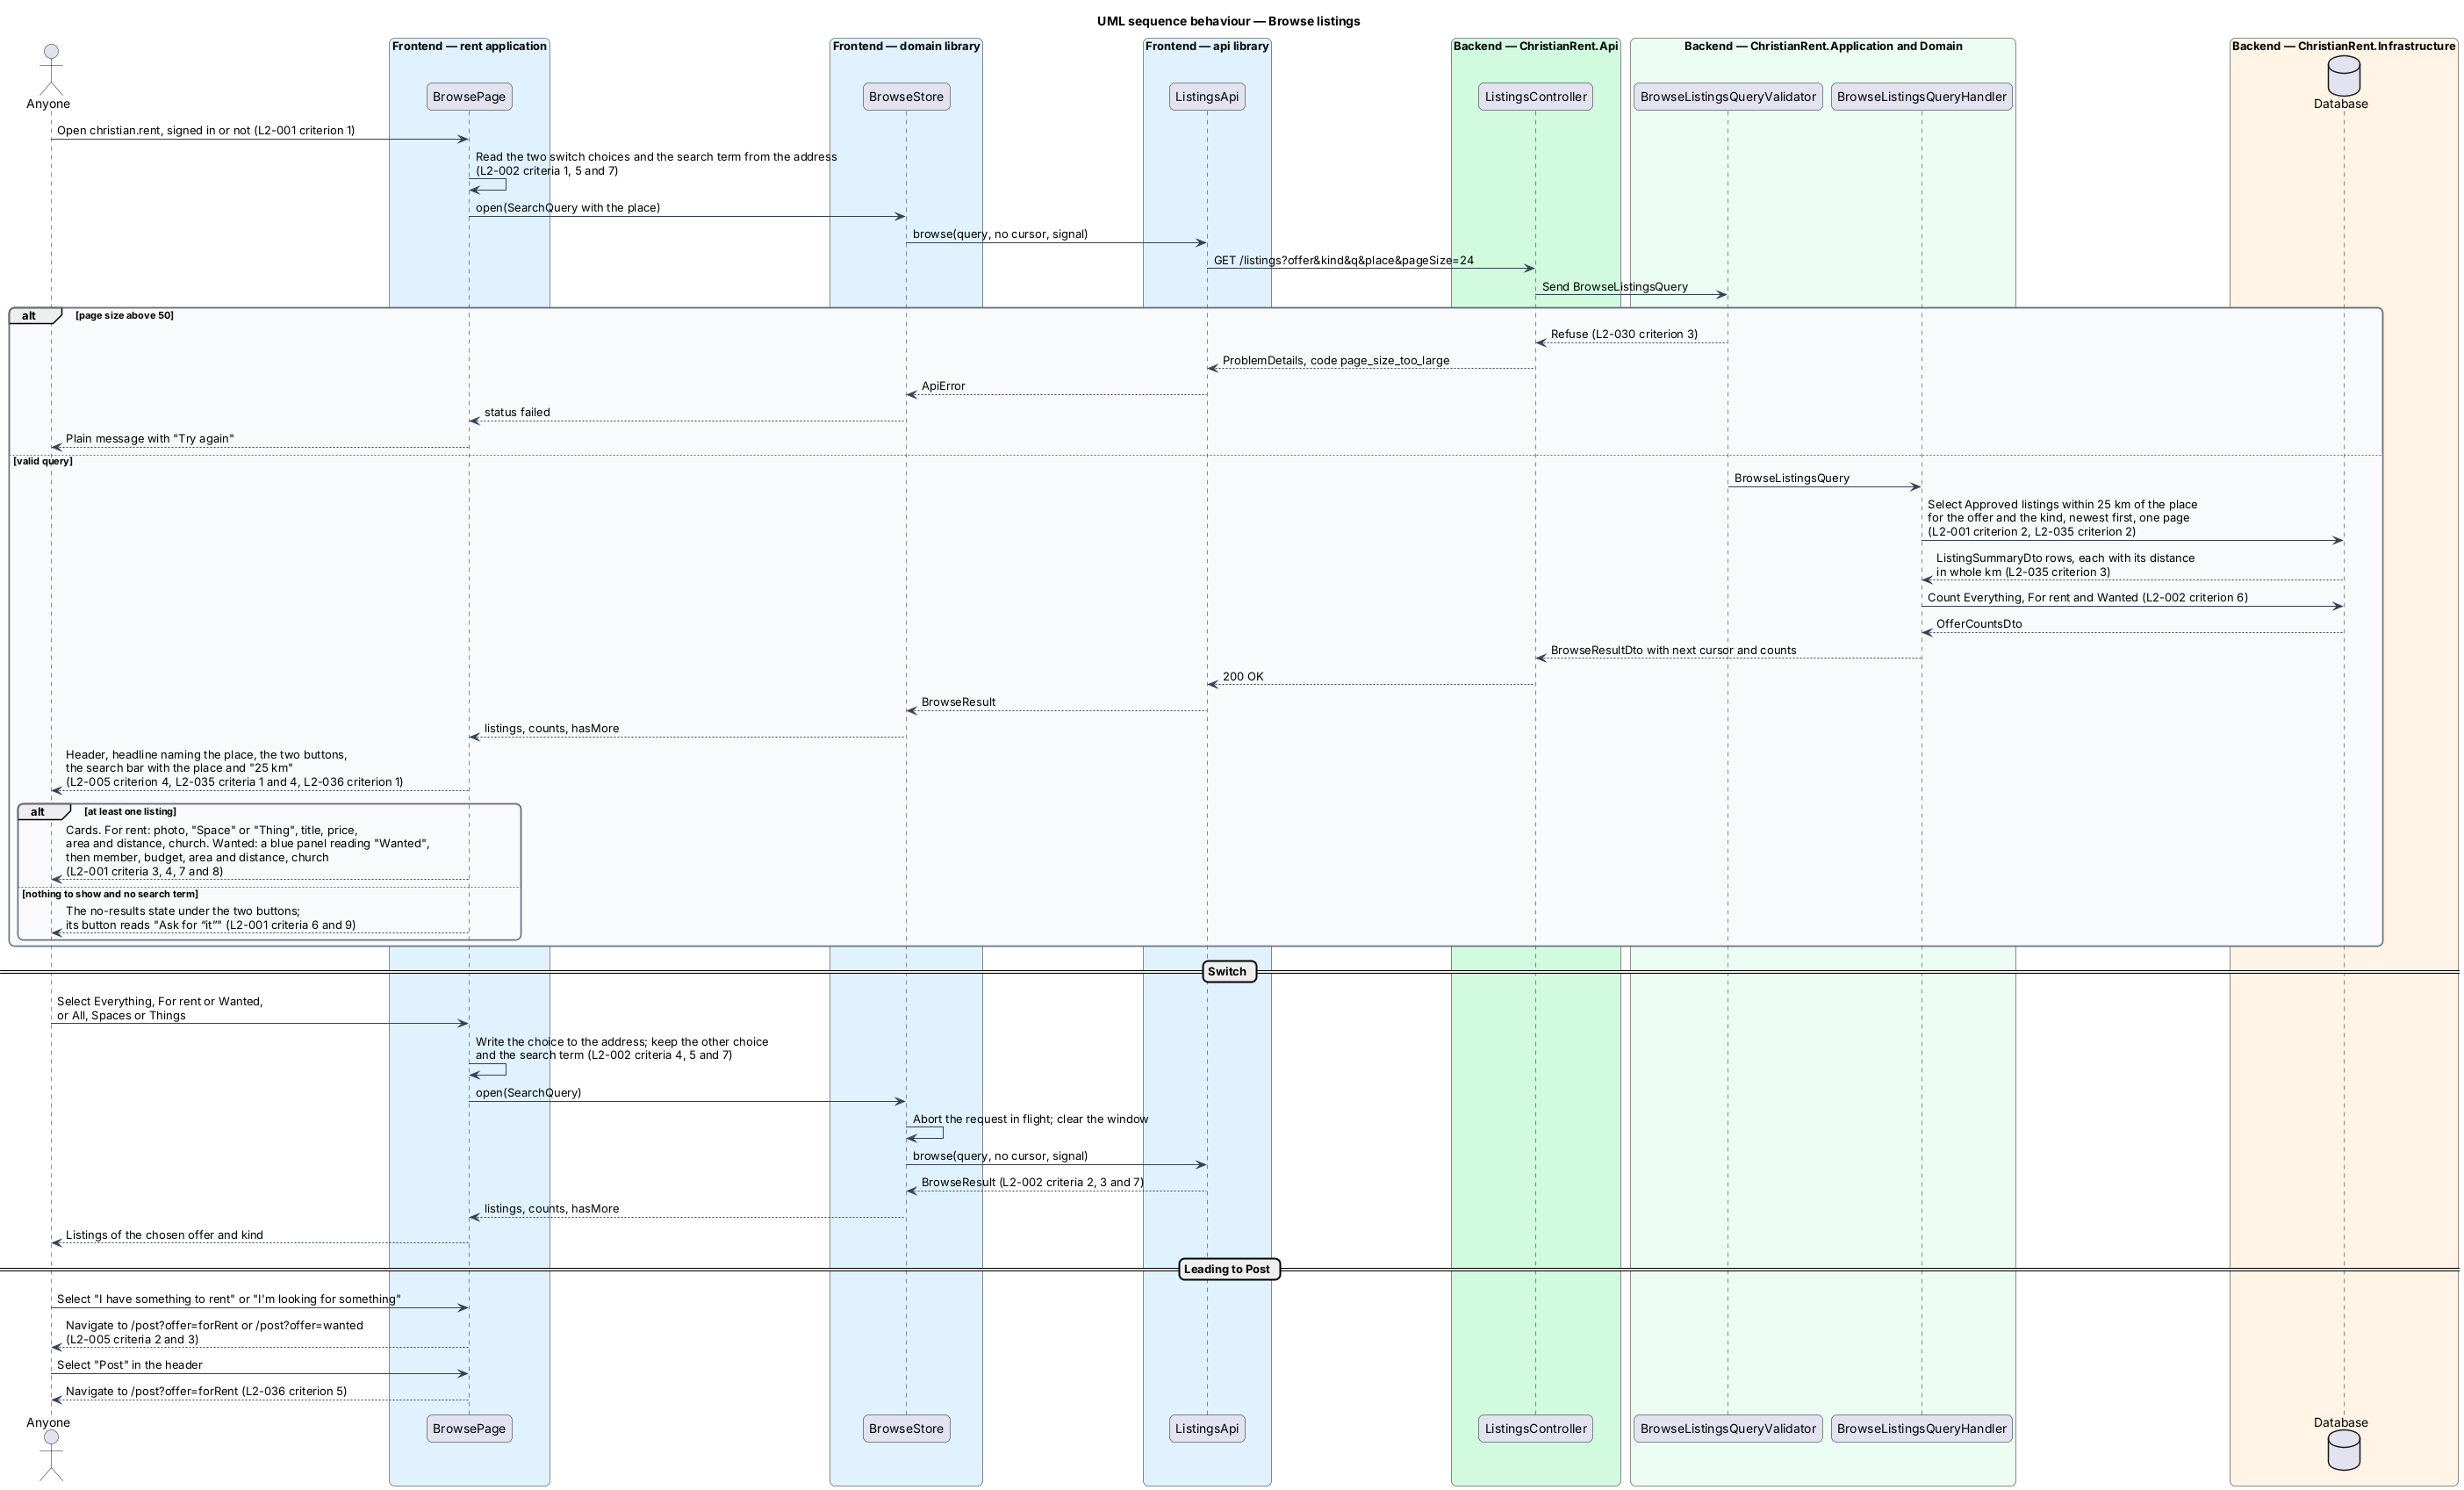 UML sequence behaviour — Browse listings
Frontend — rent application
Frontend — domain library
Frontend — api library
Backend — ChristianRent.Api
Backend — ChristianRent.Application and Domain
Backend — ChristianRent.Infrastructure
Anyone
BrowsePage
BrowseStore
ListingsApi
ListingsController
BrowseListingsQueryValidator
BrowseListingsQueryHandler
Database
Open christian.rent, signed in or not (L2-001 criterion 1)
Read the two switch choices and the search term from the address
(L2-002 criteria 1, 5 and 7)
open(SearchQuery with the place)
browse(query, no cursor, signal)
GET /listings?offer&kind&q&place&pageSize=24
Send BrowseListingsQuery
alt
[page size above 50]
Refuse (L2-030 criterion 3)
ProblemDetails, code page_size_too_large
ApiError
status failed
Plain message with "Try again"
[valid query]
BrowseListingsQuery
Select Approved listings within 25 km of the place
for the offer and the kind, newest first, one page
(L2-001 criterion 2, L2-035 criterion 2)
ListingSummaryDto rows, each with its distance
in whole km (L2-035 criterion 3)
Count Everything, For rent and Wanted (L2-002 criterion 6)
OfferCountsDto
BrowseResultDto with next cursor and counts
200 OK
BrowseResult
listings, counts, hasMore
Header, headline naming the place, the two buttons,
the search bar with the place and "25 km"
(L2-005 criterion 4, L2-035 criteria 1 and 4, L2-036 criterion 1)
alt
[at least one listing]
Cards. For rent: photo, "Space" or "Thing", title, price,
area and distance, church. Wanted: a blue panel reading "Wanted",
then member, budget, area and distance, church
(L2-001 criteria 3, 4, 7 and 8)
[nothing to show and no search term]
The no-results state under the two buttons;
its button reads "Ask for “it”" (L2-001 criteria 6 and 9)
Switch
Select Everything, For rent or Wanted,
or All, Spaces or Things
Write the choice to the address; keep the other choice
and the search term (L2-002 criteria 4, 5 and 7)
open(SearchQuery)
Abort the request in flight; clear the window
browse(query, no cursor, signal)
BrowseResult (L2-002 criteria 2, 3 and 7)
listings, counts, hasMore
Listings of the chosen offer and kind
Leading to Post
Select "I have something to rent" or "I'm looking for something"
Navigate to /post?offer=forRent or /post?offer=wanted
(L2-005 criteria 2 and 3)
Select "Post" in the header
Navigate to /post?offer=forRent (L2-036 criterion 5)
Anyone
BrowsePage
BrowseStore
ListingsApi
ListingsController
BrowseListingsQueryValidator
BrowseListingsQueryHandler
Database